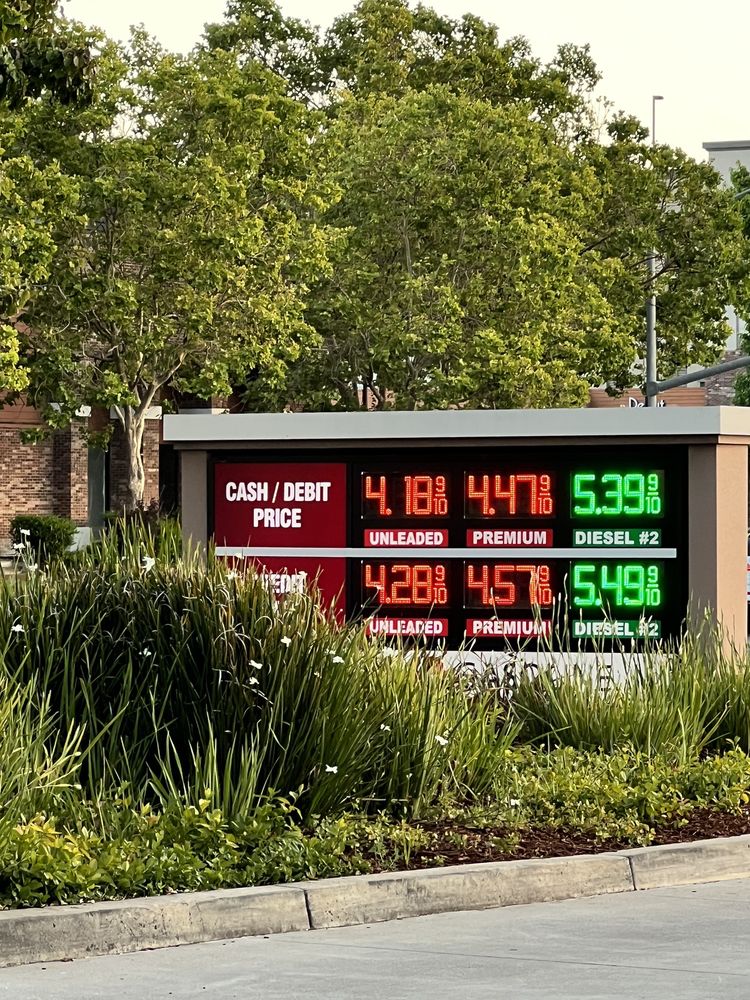 CASH / DEBIT
PRICE
4.18 9/10 4.47 9/10 5.39 9/10
UNLEADED PREMIUM DIESEL #2
4.28 9/10 4.57 9/10 5.49 9/10
UNLEADED PREMIUM DIESEL #2